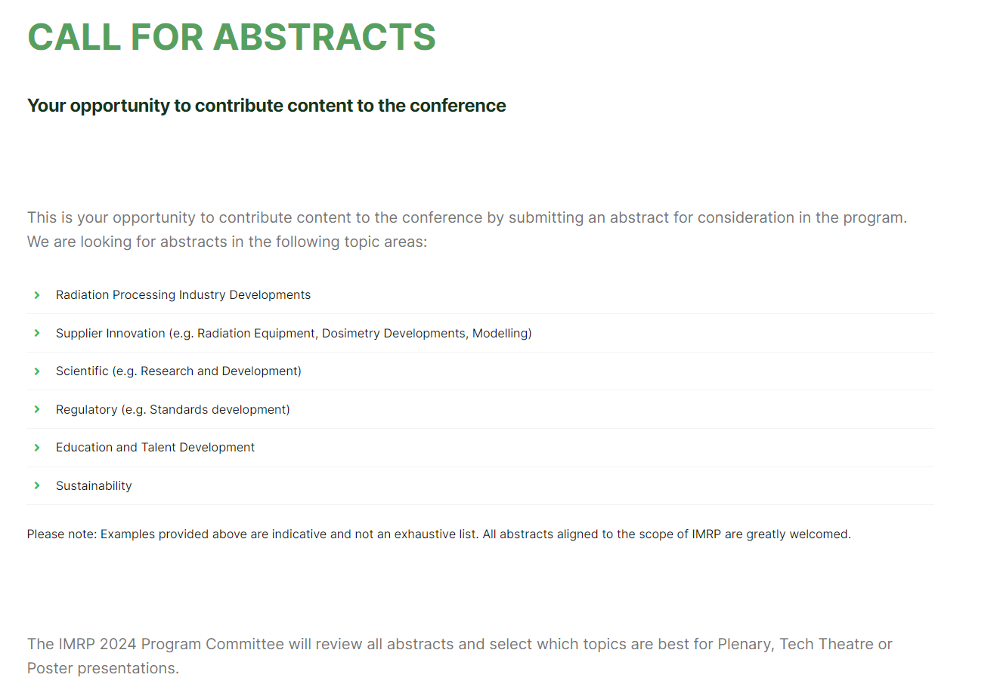 CALL FOR ABSTRACTS
Your opportunity to contribute content to the conference
This is your opportunity to contribute content to the conference by submitting an abstract for consideration in the program.
We are looking for abstracts in the following topic areas:
Radiation Processing Industry Developments
Supplier Innovation (e.g. Radiation Equipment, Dosimetry Developments, Modelling)
Scientific (e.g. Research and Development)
Regulatory (e.g. Standards development)
Education and Talent Development
Sustainability
Please note: Examples provided above are indicative and not an exhaustive list. All abstracts aligned to the scope of IMRP are greatly welcomed.
The IMRP 2024 Program Committee will review all abstracts and select which topics are best for Plenary, Tech Theatre or
Poster presentations.